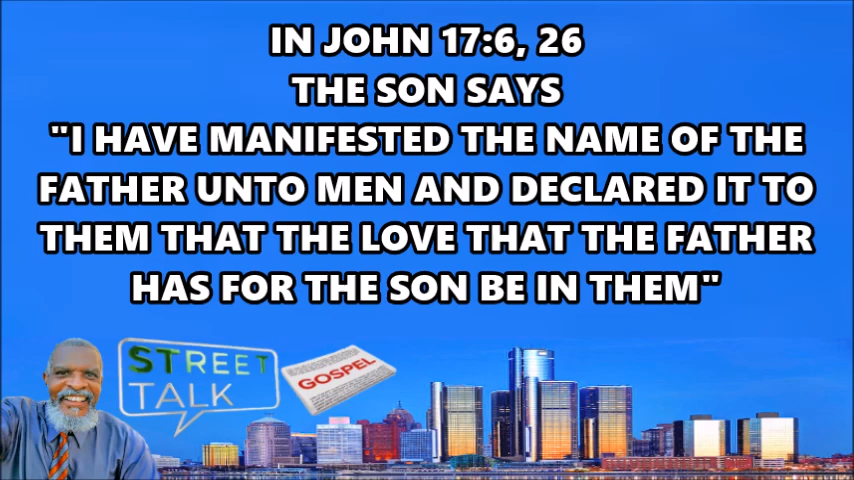 IN JOHN 17:6, 26
THE SON SAYS
"I HAVE MANIFESTED THE NAME OF THE
FATHER UNTO MEN AND DECLARED IT TO
THEM THAT THE LOVE THAT THE FATHER
HAS FOR THE SON BE IN THEM"
STREET
TALK
GOSPEL